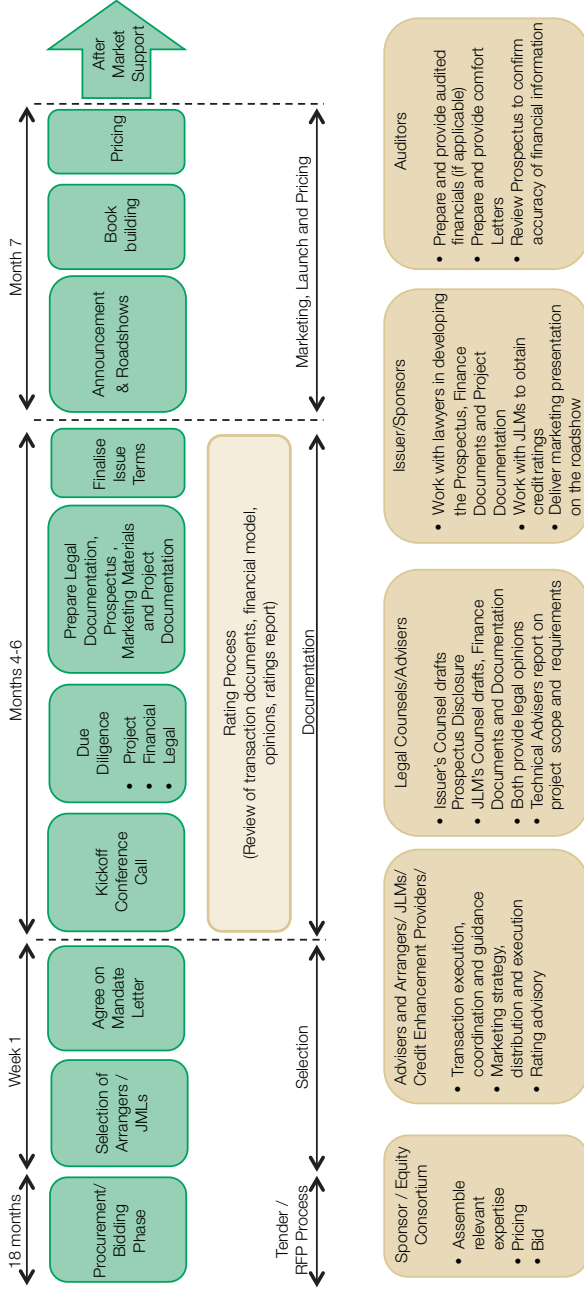 18 months
Week 1
Months 4-6
Month 7
Procurement/
Bidding
Phase
Selection of
Arrangers /
JMLs
Agree on
Mandate
Letter
Kickoff
Conference
Call
Due
Diligence
• Project
• Financial
• Legal
Prepare Legal
Documentation,
Prospectus ,
Marketing Materials
and Project
Documentation
Finalise
Issue
Terms
Announcement
& Roadshows
Book
building
Pricing
After
Market
Support
Rating Process
(Review of transaction documents, financial model,
opinions, ratings report)
Tender /
RFP Process
Selection
Documentation
Marketing, Launch and Pricing
Sponsor / Equity
Consortium
• Assemble
relevant
expertise
• Pricing
• Bid
Advisers and Arrangers/ JLMs/
Credit Enhancement Providers/
• Transaction execution,
coordination and guidance
• Marketing strategy,
distribution and execution
• Rating advisory
Legal Counsels/Advisers
• Issuer's Counsel drafts
Prospectus Disclosure
• JLM's Counsel drafts, Finance
Documents and Documentation
• Both provide legal opinions
• Technical Advisers report on
project scope and requirements
Issuer/Sponsors
• Work with lawyers in developing
the Prospectus, Finance
Documents and Project
Documentation
• Work with JLMs to obtain
credit ratings
• Deliver marketing presentation
on the roadshow
Auditors
• Prepare and provide audited
financials (if applicable)
• Prepare and provide comfort
Letters
• Review Prospectus to confirm
accuracy of financial information